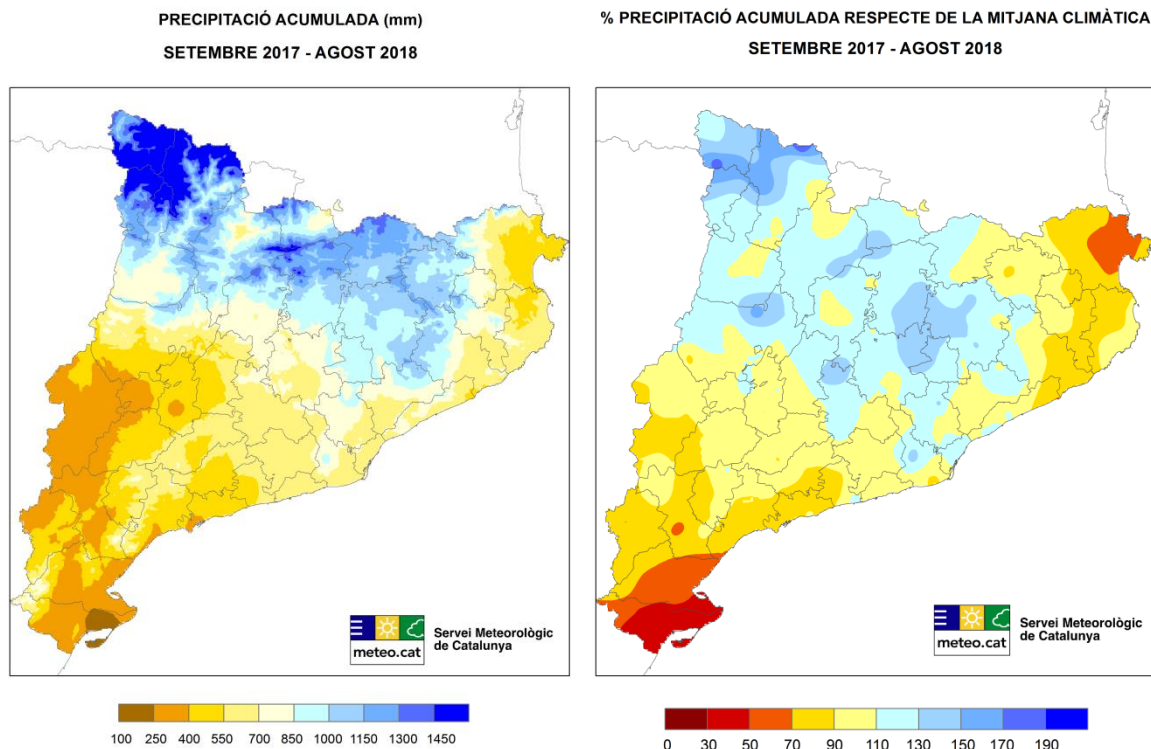 PRECIPITACIÓ ACUMULADA (mm)
SETEMBRE 2017 - AGOST 2018
Servei Meteorològic
de Catalunya
meteo.cat
100 250 400 550 700 850 1000 1150 1300 1450
% PRECIPITACIÓ ACUMULADA RESPECTE DE LA MITJANA CLIMÀTICA
SETEMBRE 2017 - AGOST 2018
Servei Meteorològic
de Catalunya
meteo.cat
0 30 50 70 90 110 130 150 170 190